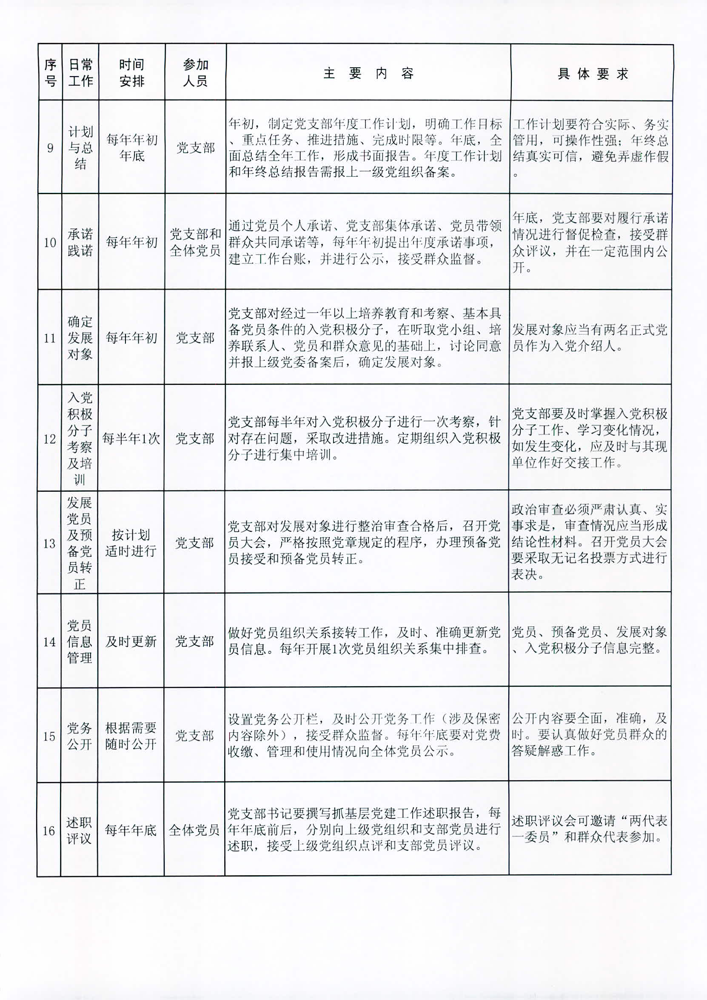 序号
日常工作
时间安排
参加人员
主 要 内 容
具 体 要 求
9
计划
与总
结
每年年初
年底
党支部
年初，制定党支部年度工作计划，明确工作目标
、重点任务、推进措施、完成时限等。年底，全
面总结全年工作，形成书面报告。年度工作计划
和年终总结报告需报上一级党组织备案。
工作计划要符合实际、务实
管用，可操作性强；年终总
结真实可信，避免弄虚作假
。
10
承诺
践诺
每年年初
党支部和
全体党员
通过党员个人承诺、党支部集体承诺、党员带领
群众共同承诺等，每年年初提出年度承诺事项，
建立工作台账，并进行公示，接受群众监督。
年底，党支部要对履行承诺
情况进行督促检查，接受群
众评议，并在一定范围内公
开。
11
确定
发展
对象
每年年初
党支部
党支部对经过一年以上培养教育和考察、基本具
备党员条件的入党积极分子，在听取党小组、培
养联系人、党员和群众意见的基础上，讨论同意
并报上级党委备案后，确定发展对象。
发展对象应当有两名正式党
员作为入党介绍人。
12
入党
积极
分子
考察
及培
训
每半年1次
党支部
党支部每半年对入党积极分子进行一次考察，针
对存在问题，采取改进措施。定期组织入党积极
分子进行集中培训。
党支部要及时掌握入党积极
分子工作、学习变化情况，
如发生变化，应及时与其现
单位作好交接工作。
13
发展
党员
及预
备党
员转
正
按计划
适时进行
党支部
党支部对发展对象进行整治审查合格后，召开党
员大会，严格按照党章规定的程序，办理预备党
员接受和预备党员转正。
政治审查必须严肃认真、实
事求是，审查情况应当形成
结论性材料。召开党员大会
要采取无记名投票方式进行
表决。
14
党员
信息
管理
及时更新
党支部
做好党员组织关系接转工作，及时、准确更新党
员信息。每年开展1次党员组织关系集中排查。
党员、预备党员、发展对象
、入党积极分子信息完整。
15
党务
公开
根据需要
随时公开
党支部
设置党务公开栏，及时公开党务工作（涉及保密
内容除外），接受群众监督。每年年底要对党费
收缴、管理和使用情况向全体党员公示。
公开内容要全面，准确，及
时。要认真做好党员群众的
答疑解惑工作。
16
述职
评议
每年年底
全体党员
党支部书记要撰写抓基层党建工作述职报告，每
年年底前后，分别向上级党组织和支部党员进行
述职，接受上级党组织点评和支部党员评议。
述职评议会可邀请“两代表
一委员”和群众代表参加。